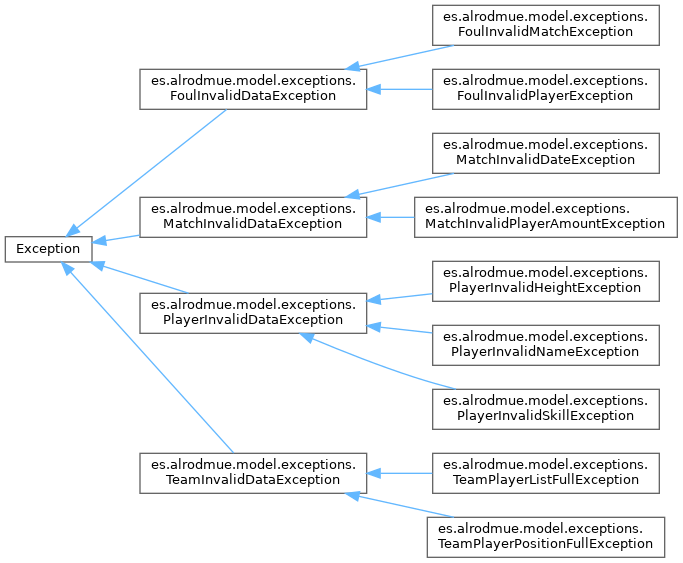 es.alrodmue.model.exceptions.
FoulInvalidMatchException
es.alrodmue.model.exceptions.
FoulInvalidDataException
es.alrodmue.model.exceptions.
FoulInvalidPlayerException
es.alrodmue.model.exceptions.
MatchInvalidDateException
es.alrodmue.model.exceptions.
MatchInvalidDataException
es.alrodmue.model.exceptions.
MatchInvalidPlayerAmountException
Exception
es.alrodmue.model.exceptions.
PlayerInvalidHeightException
es.alrodmue.model.exceptions.
PlayerInvalidDataException
es.alrodmue.model.exceptions.
PlayerInvalidNameException
es.alrodmue.model.exceptions.
PlayerInvalidSkillException
es.alrodmue.model.exceptions.
TeamInvalidDataException
es.alrodmue.model.exceptions.
TeamPlayerListFullException
es.alrodmue.model.exceptions.
TeamPlayerPositionFullException